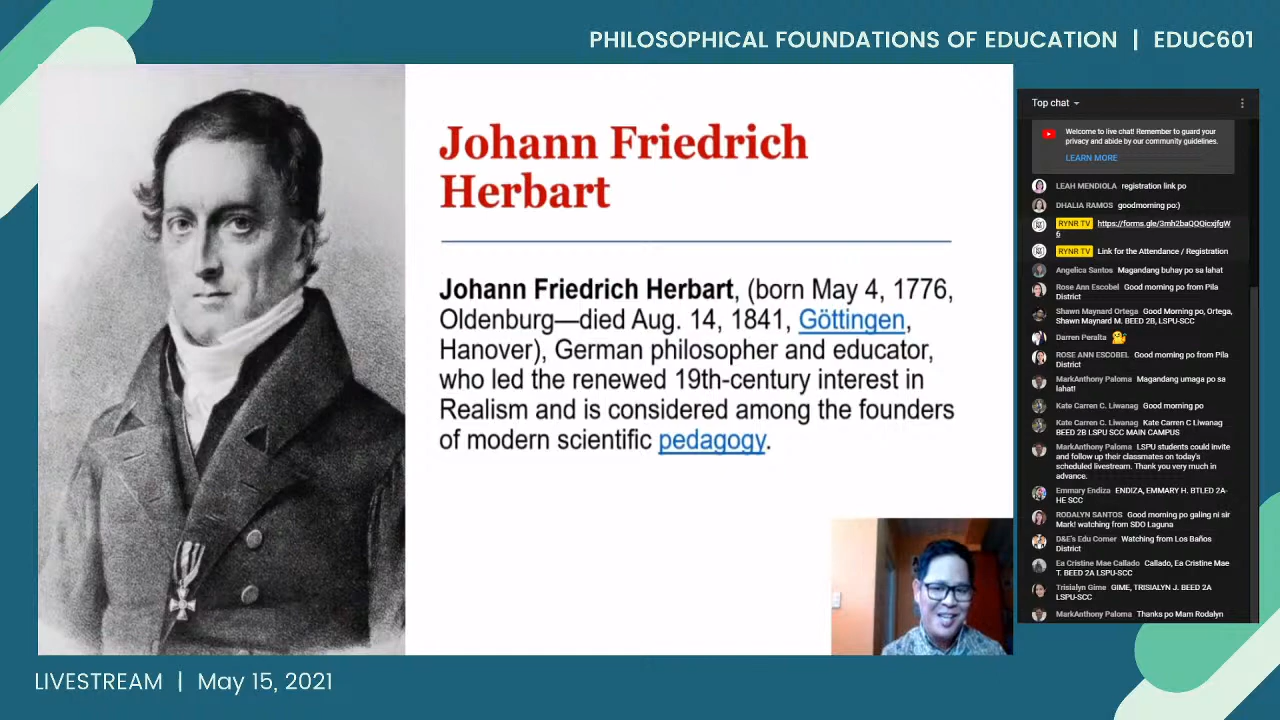 PHILOSOPHICAL FOUNDATIONS OF EDUCATION | EDUC601
Johann Friedrich
Herbart
Johann Friedrich Herbart, (born May 4, 1776,
Oldenburg—died Aug. 14, 1841, Göttingen,
Hanover), German philosopher and educator,
who led the renewed 19th-century interest in
Realism and is considered among the founders
of modern scientific pedagogy.
Top chat
Welcome to live chat! Remember to guard your
privacy and abide by our community guidelines.
LEARN MORE
LEAH MENDIOLA registration link po
DHALIA RAMOS goodmorning po:)
RYNR TV
RYNR TV Link for the Attendance / Registration
Angelica Santos Magandang buhay po sa lahat
Rose Ann Escobel Good morning po from Pila
District
Shawn Maynard Ortega Good Morning po, Ortega,
Shawn Maynard M. BEED 2B, LSPU-SCC
Darren Peralta
ROSE ANN ESCOBEL Good morning po from Pila
District
MarkAnthony Paloma Magandang umaga po sa
lahat!
Kate Carren C. Liwanag Good morning po
Kate Carren C. Liwanag Kate Carren C Liwanag
BEED 2B LSPU SCC MAIN CAMPUS
MarkAnthony Paloma LSPU students could invite
and follow up their classmates on today's
scheduled livestream. Thank you very much in
advance.
Emmary Endiza ENDIZA, EMMARY H. BTLED 2A-
HE SCC
RODALYN SANTOS Good morning po galing ni sir
Mark! watching from SDO Laguna
D&E's Edu Corner Watching from Los Baños
District
Ea Cristine Mae Callado Callado, Ea Cristine Mae
T. BEED 2A LSPU-SCC
Trisialyn Gime GIME, TRISIALYN J. BEED 2A
LSPU-SCC
MarkAnthony Paloma Thanks po Mam Rodalyn
LIVESTREAM | May 15, 2021